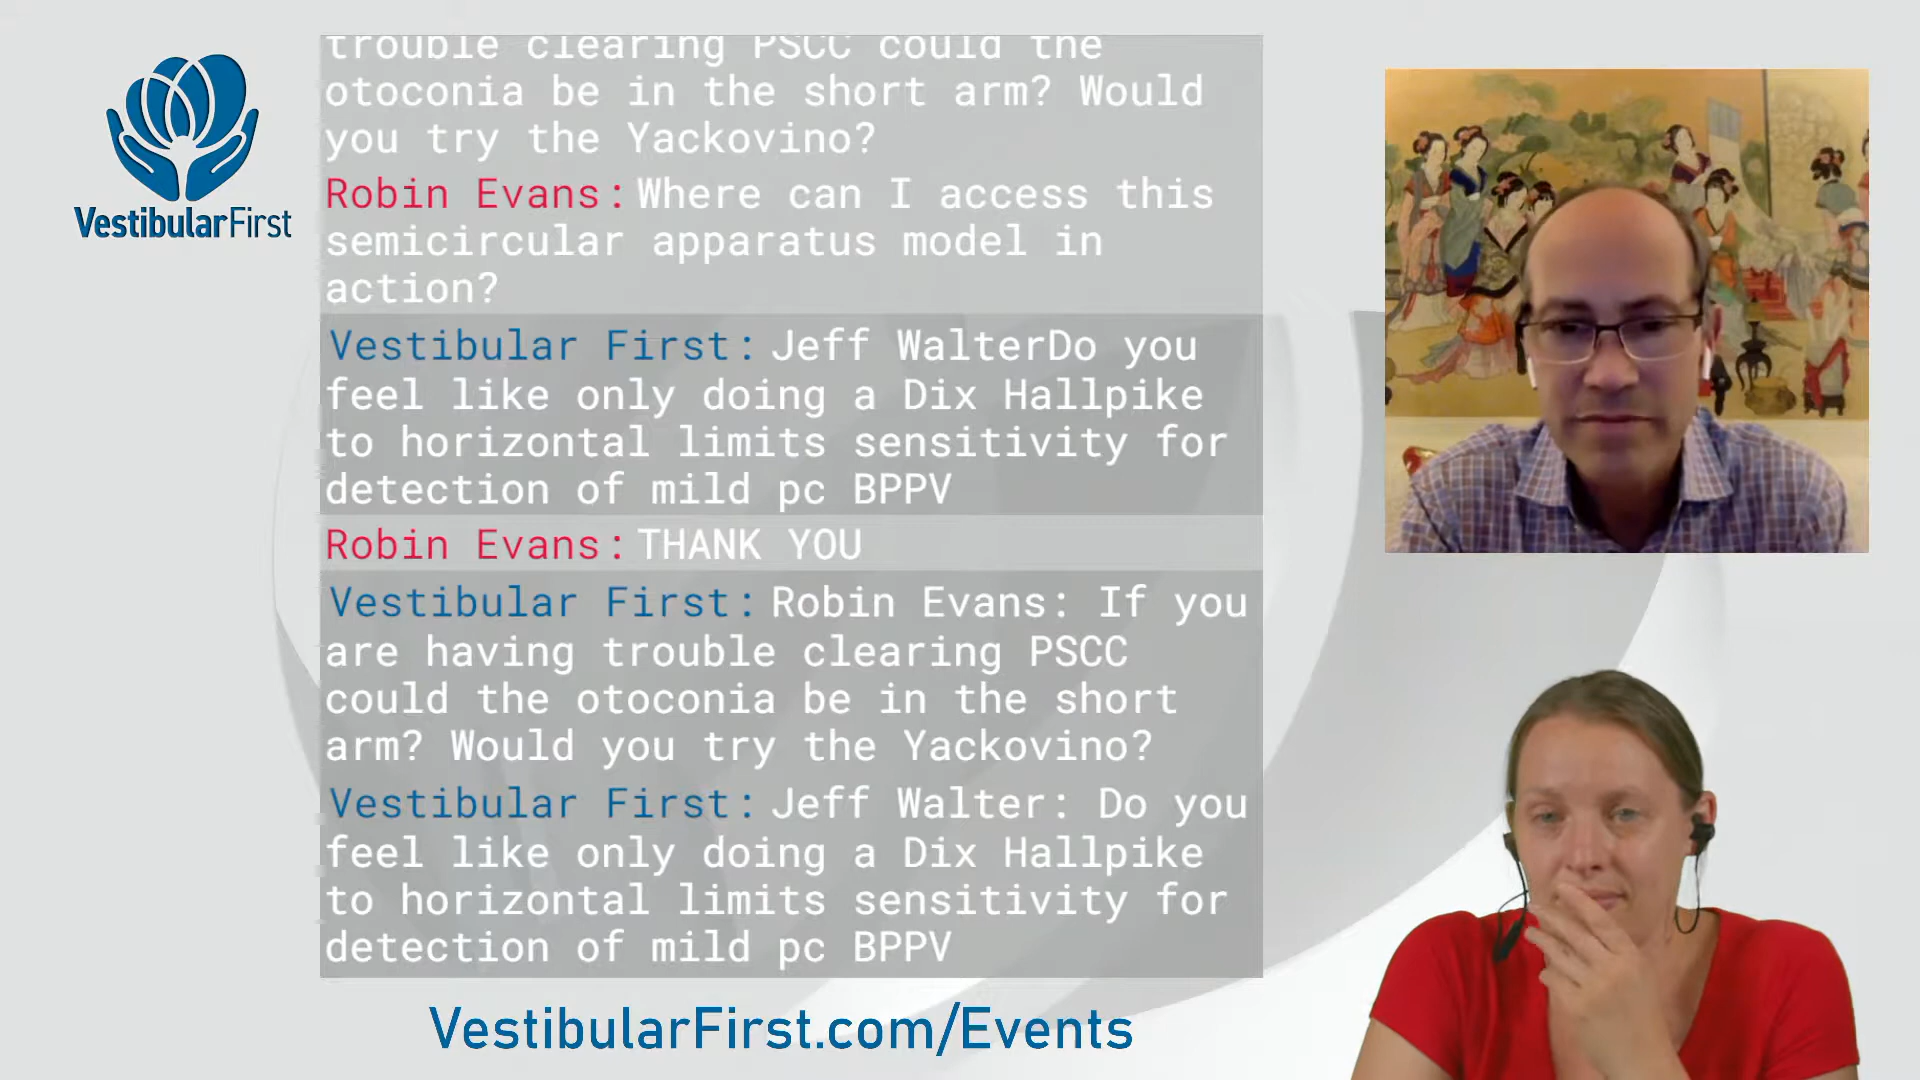 VestibularFirst
trouble clearing PSCC could the
otoconia be in the short arm? Would
you try the Yackovino?
Robin Evans: Where can I access this
semicircular apparatus model in
action?
Vestibular First: Jeff WalterDo you
feel like only doing a Dix Hallpike
to horizontal limits sensitivity for
detection of mild pc BPPV
Robin Evans: THANK YOU
Vestibular First: Robin Evans: If you
are having trouble clearing PSCC
could the otoconia be in the short
arm? Would you try the Yackovino?
Vestibular First: Jeff Walter: Do you
feel like only doing a Dix Hallpike
to horizontal limits sensitivity for
detection of mild pc BPPV
VestibularFirst.com/Events